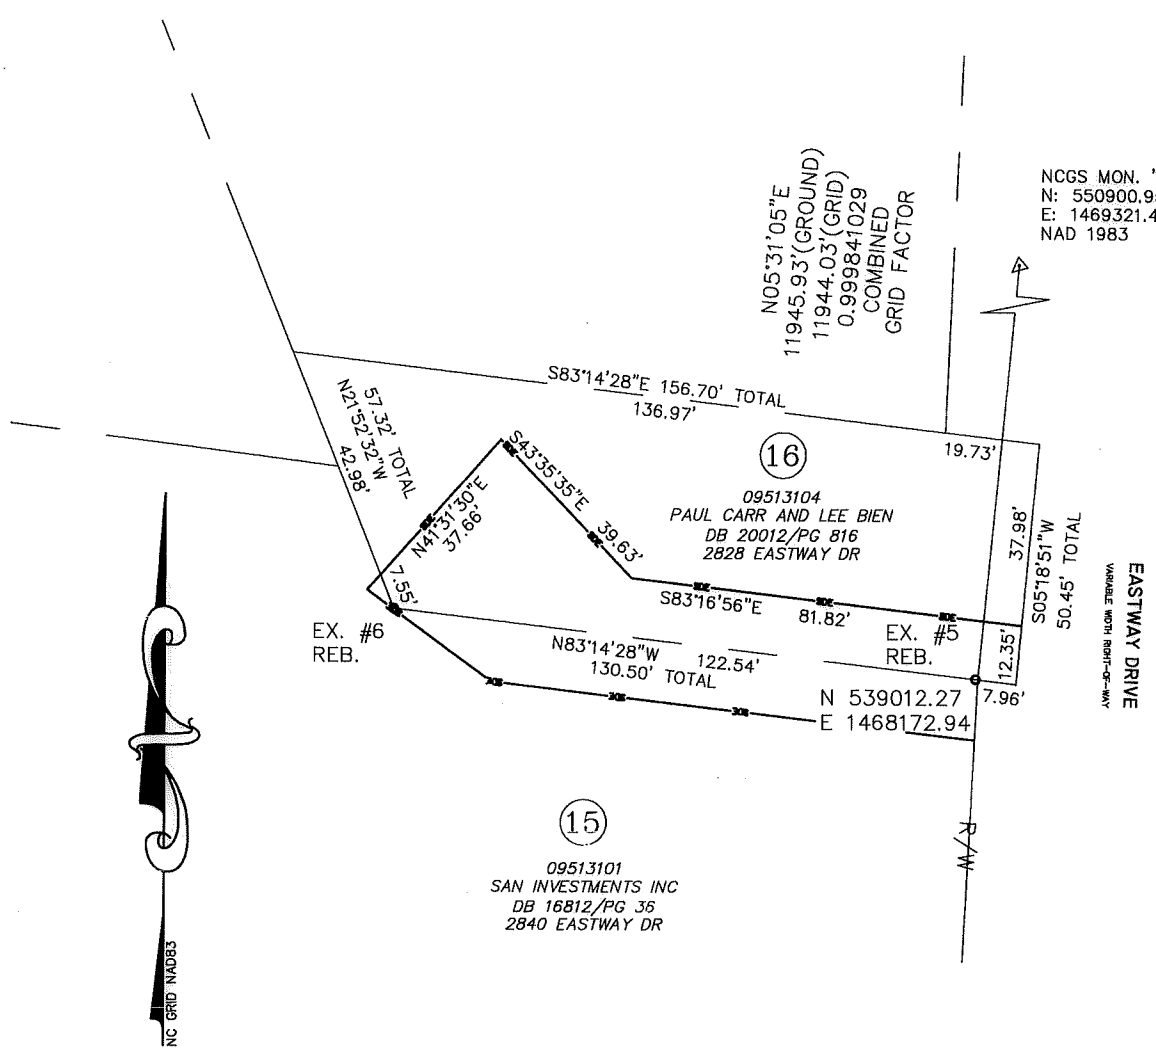 N05°31'05"E
11945.93'(GROUND)
11944.03'(GRID)
0.999841029
COMBINED
GRID FACTOR
NCGS MON. '
N: 550900.9
E: 1469321.4
NAD 1983
S83°14'28"E 156.70' TOTAL
136.97'
19.73'
57.32' TOTAL
N21°52'32"W
42.98'
S43°35'35"E
39.63'
N41°31'30"E
37.66'
7.55'
16
09513104
PAUL CARR AND LEE BIEN
DB 20012/PG 816
2828 EASTWAY DR
37.98'
S05°18'51"W
50.45' TOTAL
EASTWAY DRIVE
VARIABLE WIDTH RIGHT-OF-WAY
S83°16'56"E
81.82'
EX. #5
REB.
12.35'
EX. #6
REB.
N83°14'28"W
122.54'
130.50' TOTAL
N 539012.27
E 1468172.94
7.96'
R/W
15
09513101
SAN INVESTMENTS INC
DB 16812/PG 36
2840 EASTWAY DR
NC GRID NAD83